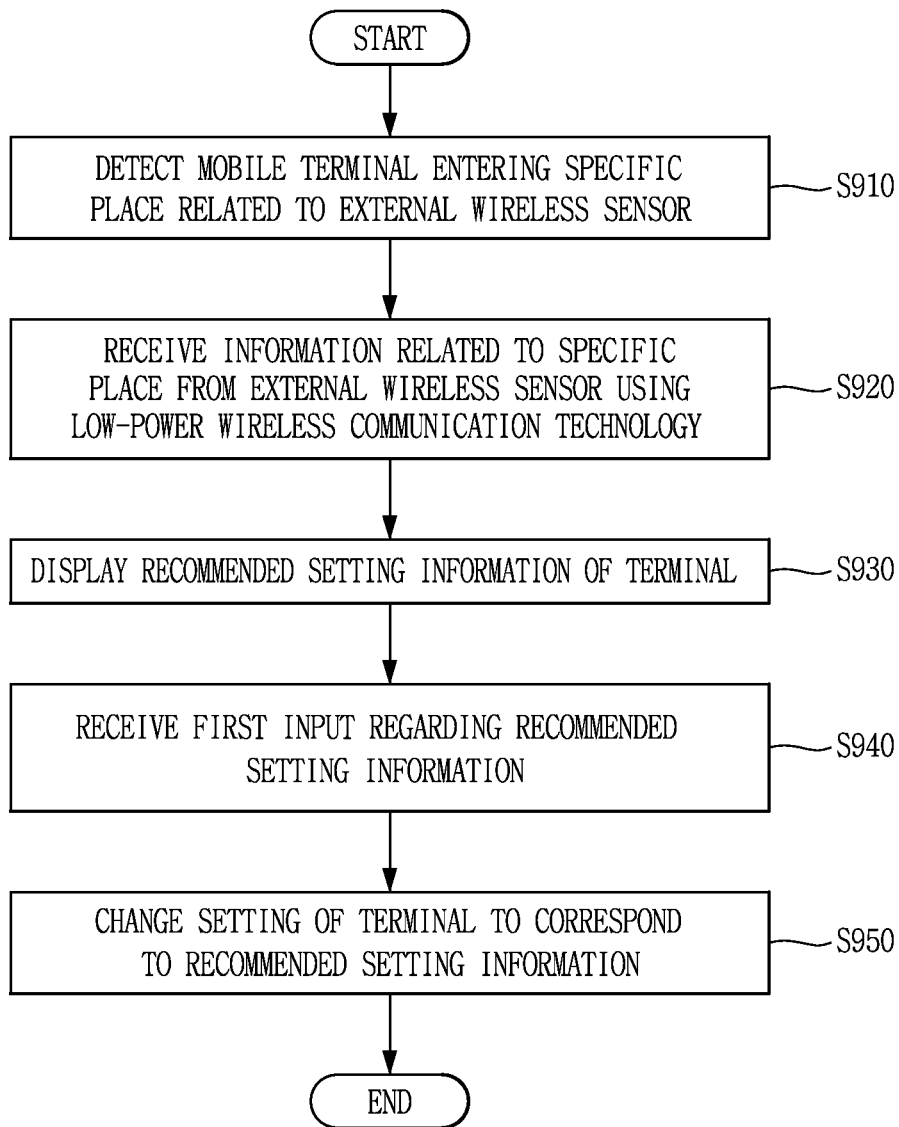 START
DETECT MOBILE TERMINAL ENTERING SPECIFIC
PLACE RELATED TO EXTERNAL WIRELESS SENSOR
S910
RECEIVE INFORMATION RELATED TO SPECIFIC
PLACE FROM EXTERNAL WIRELESS SENSOR USING
LOW-POWER WIRELESS COMMUNICATION TECHNOLOGY
S920
DISPLAY RECOMMENDED SETTING INFORMATION OF TERMINAL
S930
RECEIVE FIRST INPUT REGARDING RECOMMENDED
SETTING INFORMATION
S940
CHANGE SETTING OF TERMINAL TO CORRESPOND
TO RECOMMENDED SETTING INFORMATION
S950
END